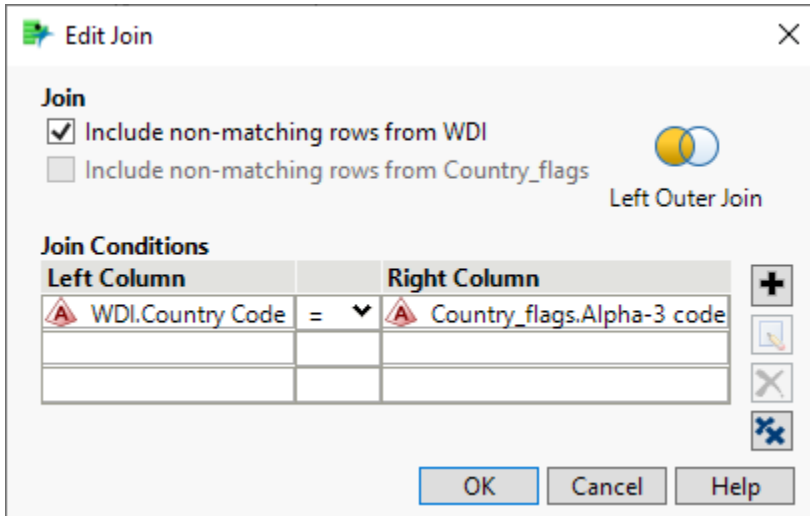 Edit Join
Join
Include non-matching rows from WDI
Include non-matching rows from Country_flags
Left Outer Join
Join Conditions
Left Column Right Column
WDI.Country Code = Country_flags.Alpha-3 code
OK Cancel Help